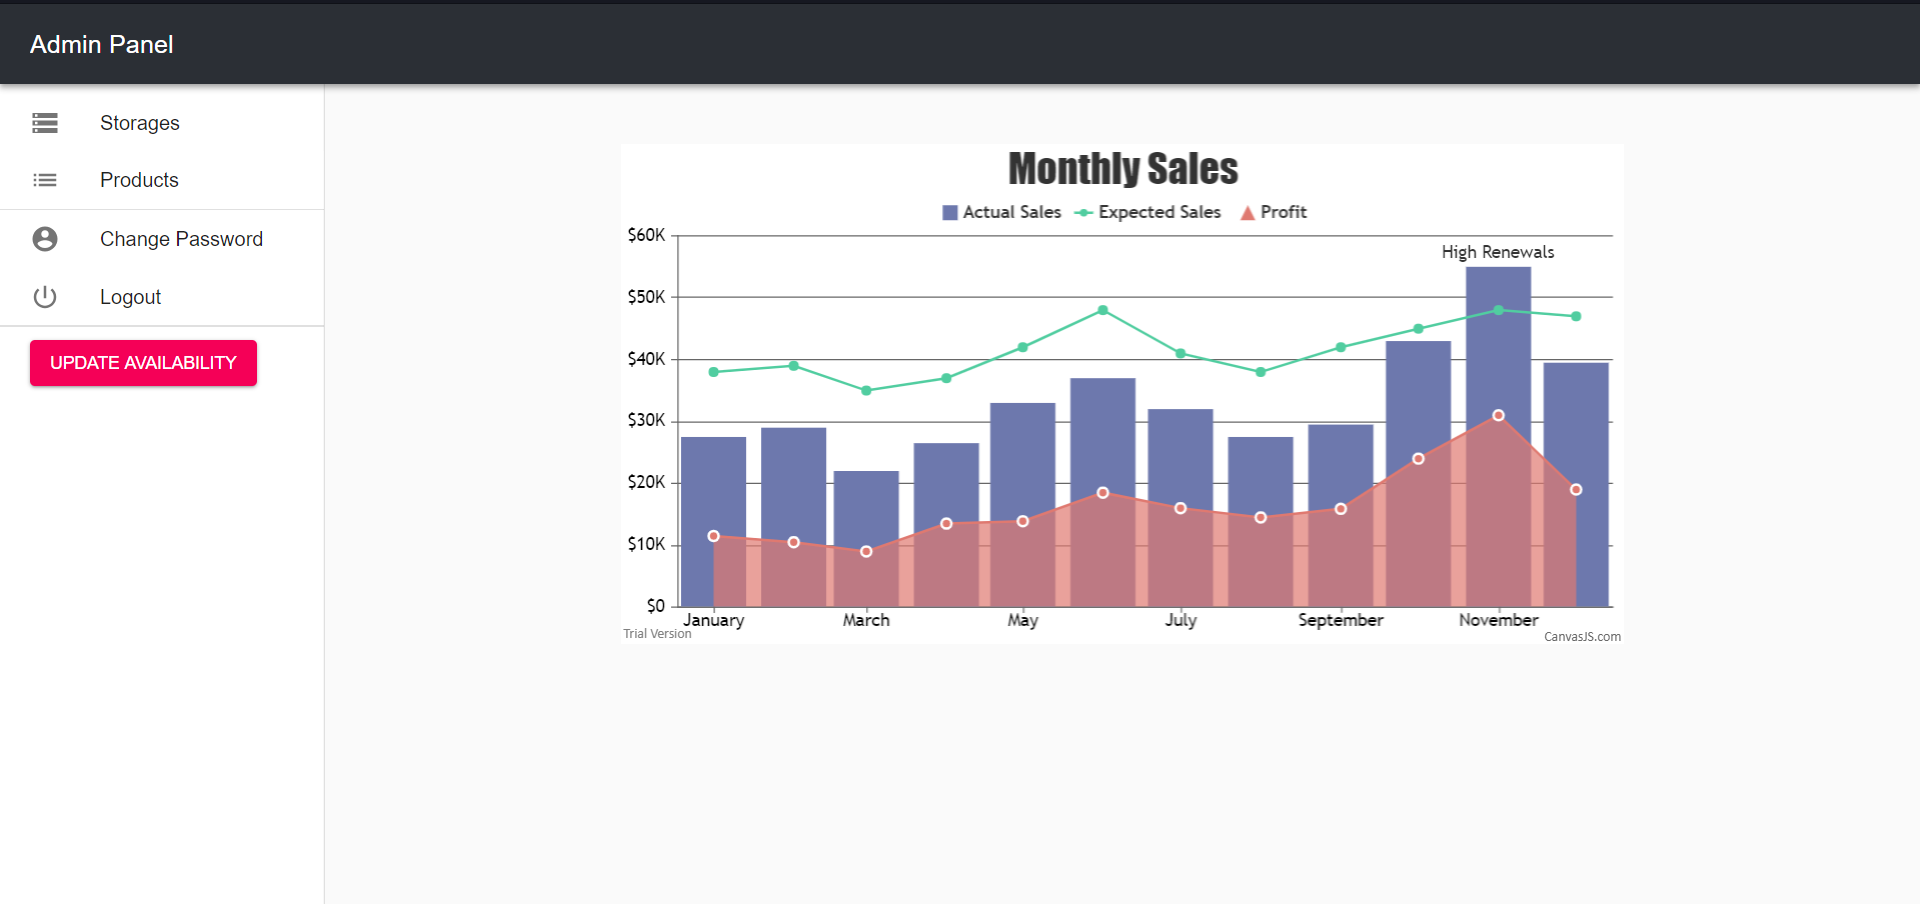 Admin Panel
Storages
Products
Change Password
Logout
UPDATE AVAILABILITY
Monthly Sales
Actual Sales Expected Sales Profit
High Renewals
$60K
$50K
$40K
$30K
$20K
$10K
$0
January March May July September November
Trial Version
CanvasJS.com